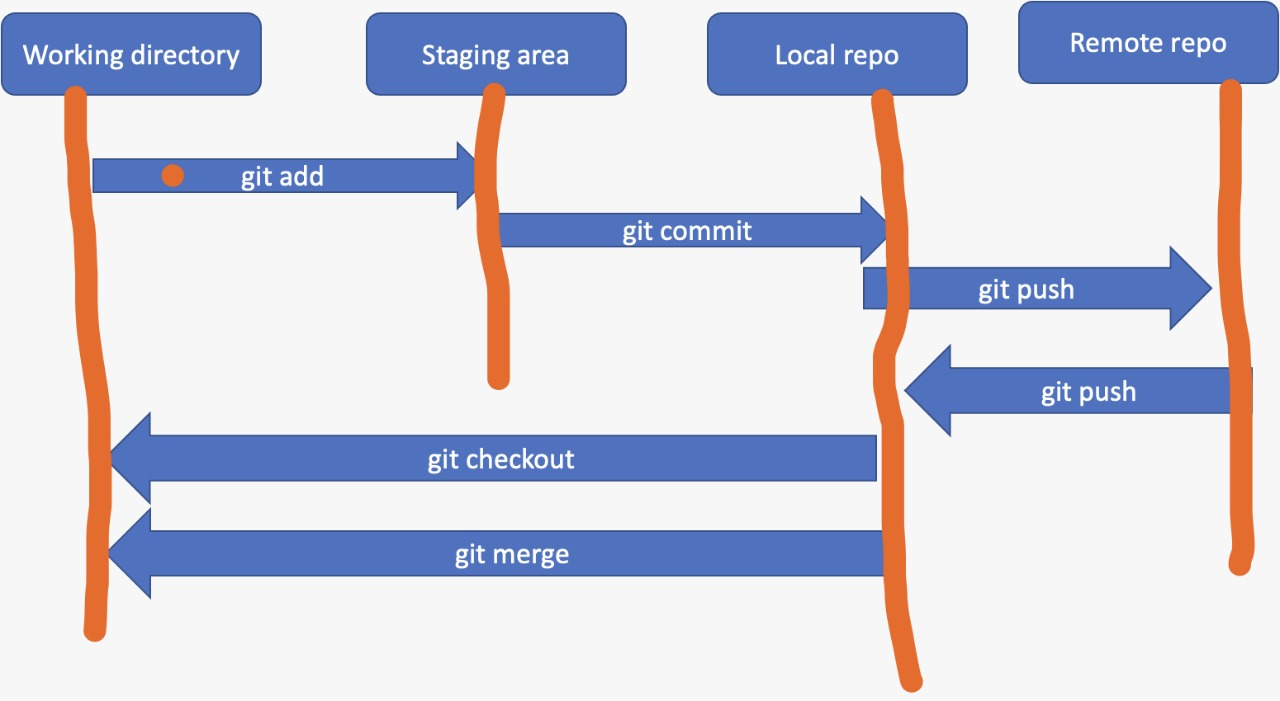 Working directory
Staging area
Local repo
Remote repo
git add
git commit
git push
git push
git checkout
git merge